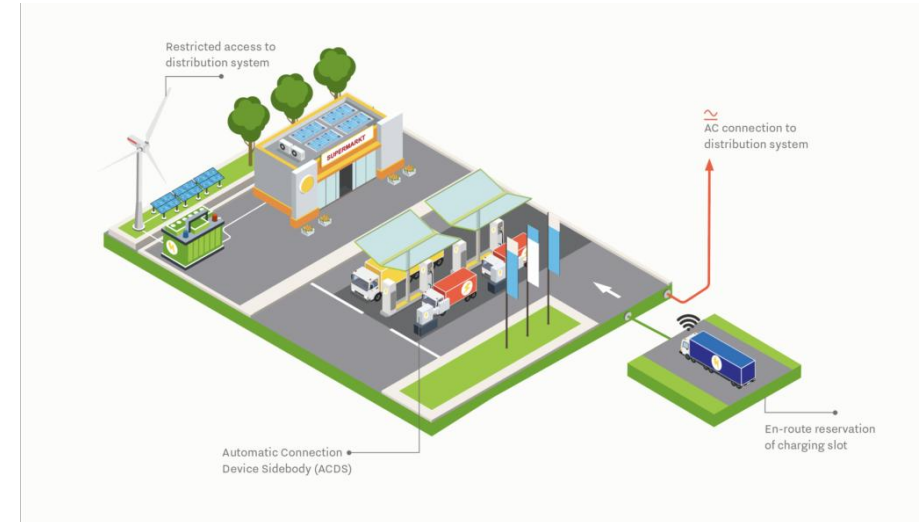 Restricted access to
distribution system
SUPERMARKT
AC connection to
distribution system
En-route reservation
of charging slot
Automatic Connection
Device Sidebody (ACDS)